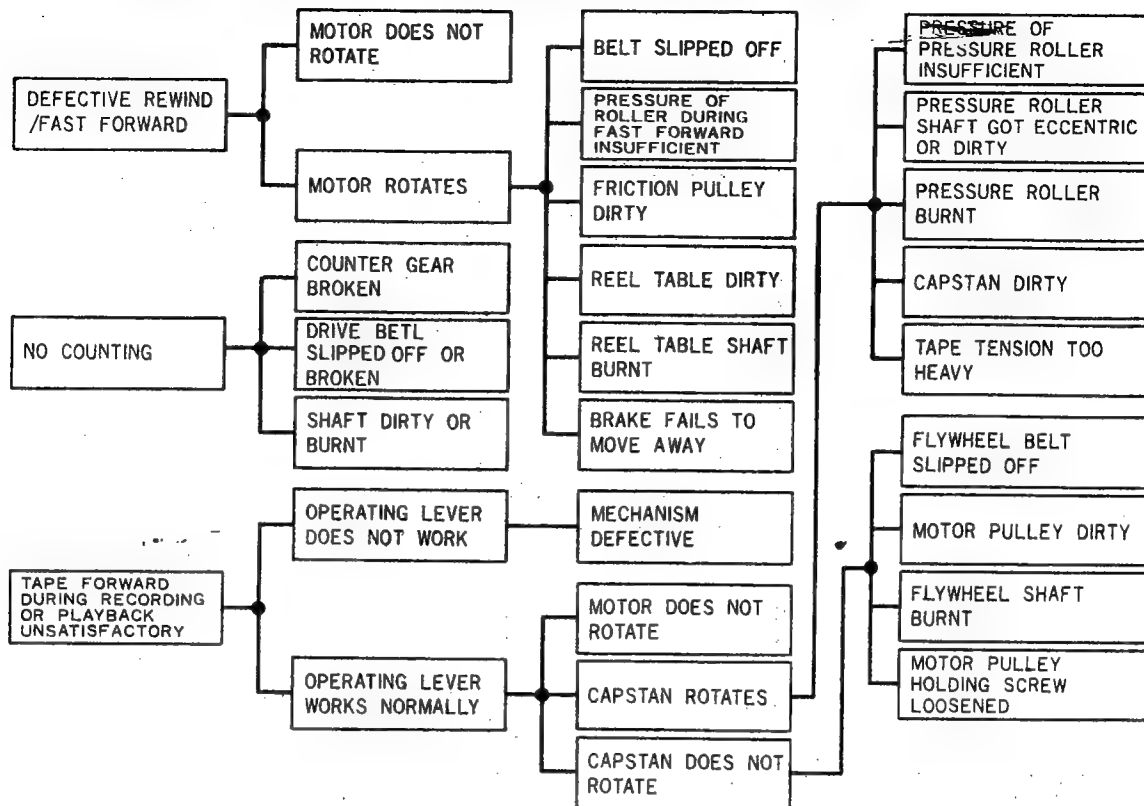 DEFECTIVE REWIND
/FAST FORWARD
MOTOR DOES NOT
ROTATE
MOTOR ROTATES
BELT SLIPPED OFF
PRESSURE OF
ROLLER DURING
FAST FORWARD
INSUFFICIENT
FRICTION PULLEY
DIRTY
REEL TABLE DIRTY
REEL TABLE SHAFT
BURNT
BRAKE FAILS TO
MOVE AWAY
NO COUNTING
COUNTER GEAR
BROKEN
DRIVE BETL
SLIPPED OFF OR
BROKEN
SHAFT DIRTY OR
BURNT
TAPE FORWARD
DURING RECORDING
OR PLAYBACK
UNSATISFACTORY
OPERATING LEVER
DOES NOT WORK
MECHANISM
DEFECTIVE
OPERATING LEVER
WORKS NORMALLY
MOTOR DOES NOT
ROTATE
CAPSTAN ROTATES
CAPSTAN DOES NOT
ROTATE
PRESSURE OF
PRESSURE ROLLER
INSUFFICIENT
PRESSURE ROLLER
SHAFT GOT ECCENTRIC
OR DIRTY
PRESSURE ROLLER
BURNT
CAPSTAN DIRTY
TAPE TENSION TOO
HEAVY
FLYWHEEL BELT
SLIPPED OFF
MOTOR PULLEY DIRTY
FLYWHEEL SHAFT
BURNT
MOTOR PULLEY
HOLDING SCREW
LOOSENED